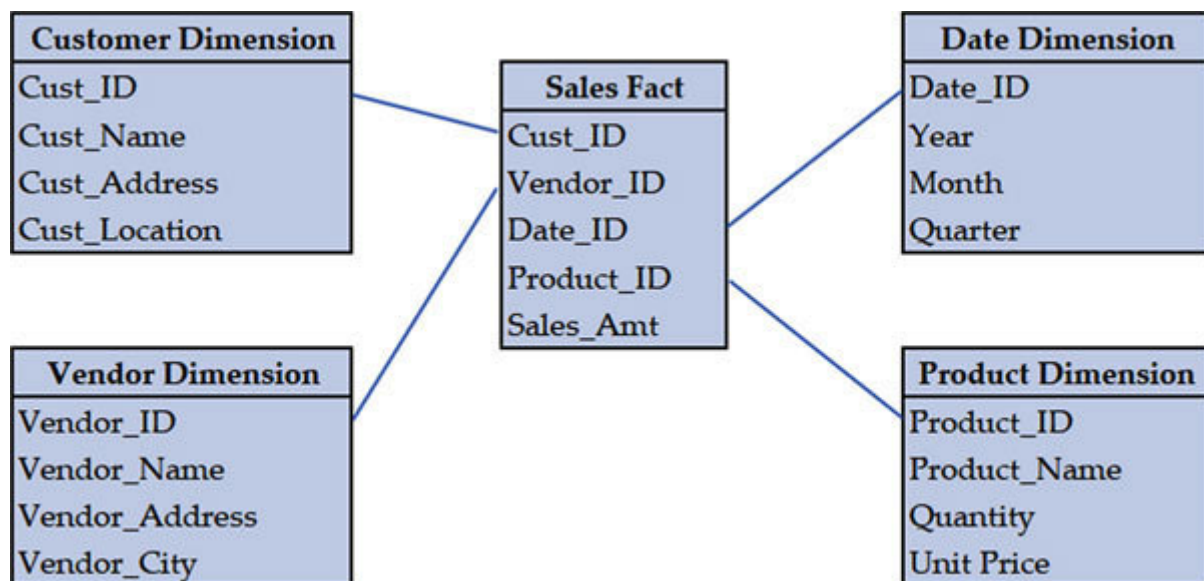 Customer Dimension
Cust_ID
Cust_Name
Cust_Address
Cust_Location
Vendor Dimension
Vendor_ID
Vendor_Name
Vendor_Address
Vendor_City
Sales Fact
Cust_ID
Vendor_ID
Date_ID
Product_ID
Sales_Amt
Date Dimension
Date_ID
Year
Month
Quarter
Product Dimension
Product_ID
Product_Name
Quantity
Unit Price